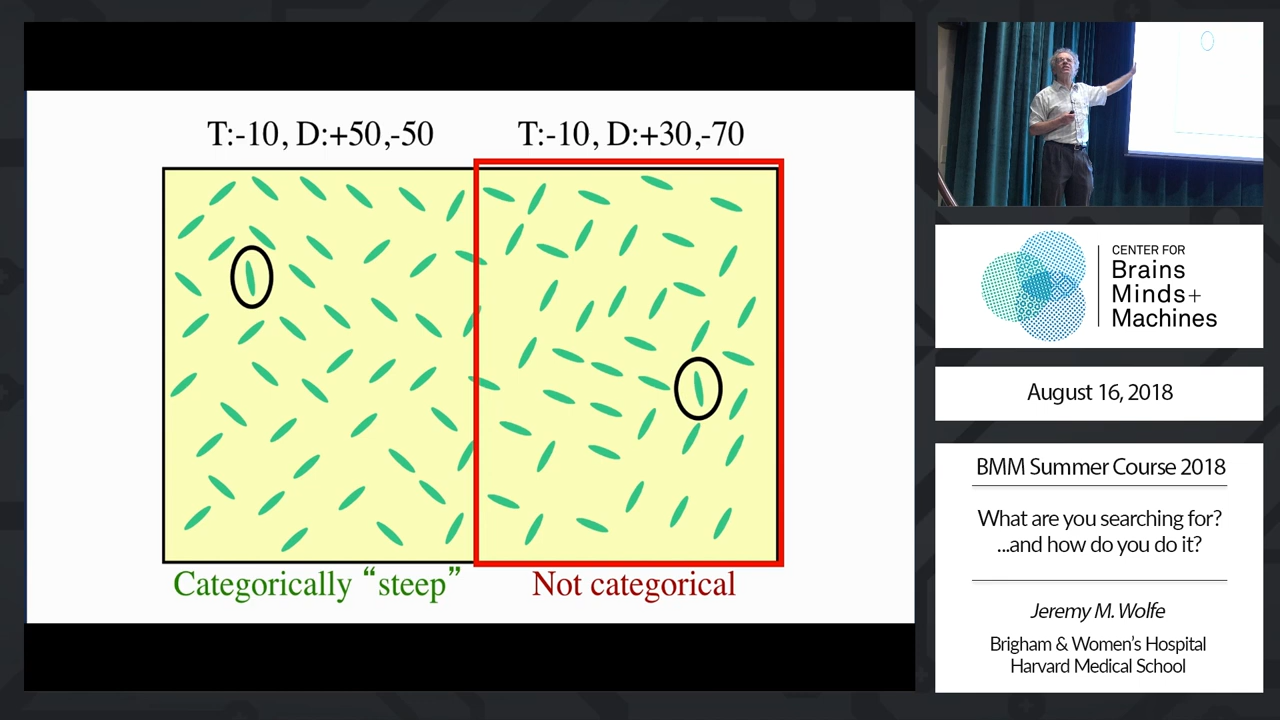 T:-10, D:+50,-50
T:-10, D:+30,-70
Categorically “steep”
Not categorical
CENTER FOR
Brains
Minds+
Machines
August 16, 2018
BMM Summer Course 2018
What are you searching for?
...and how do you do it?
Jeremy M. Wolfe
Brigham & Women’s Hospital
Harvard Medical School